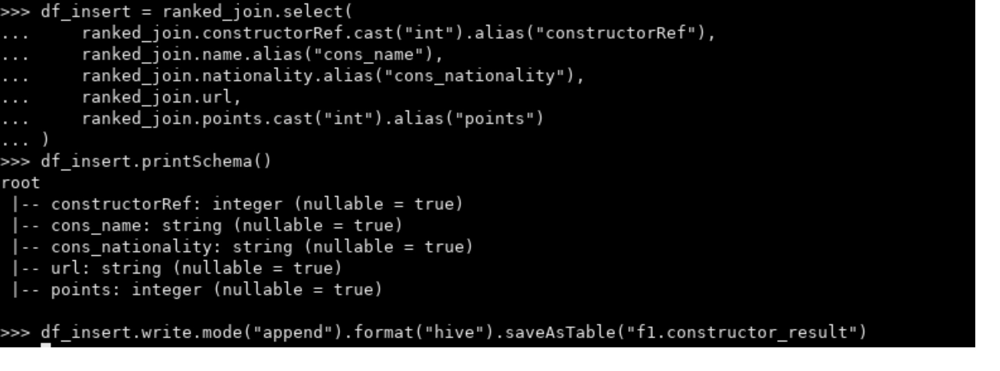 >>> df_insert = ranked_join.select(
...     ranked_join.constructorRef.cast("int").alias("constructorRef"),
...     ranked_join.name.alias("cons_name"),
...     ranked_join.nationality.alias("cons_nationality"),
...     ranked_join.url,
...     ranked_join.points.cast("int").alias("points")
... )
>>> df_insert.printSchema()
root
 |-- constructorRef: integer (nullable = true)
 |-- cons_name: string (nullable = true)
 |-- cons_nationality: string (nullable = true)
 |-- url: string (nullable = true)
 |-- points: integer (nullable = true)
>>> df_insert.write.mode("append").format("hive").saveAsTable("f1.constructor_result")